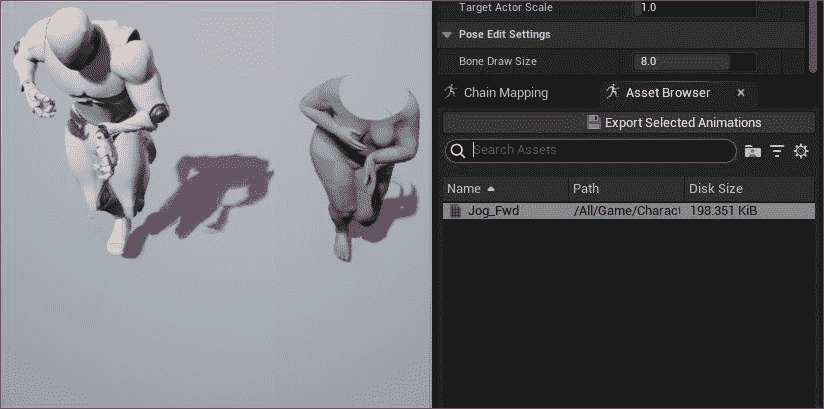 Target Actor Scale 1.0
Pose Edit Settings
Bone Draw Size 8.0
Chain Mapping Asset Browser ×
Export Selected Animations
Search Assets
Name Path Disk Size
Jog_Fwd /All/Game/Charact 198.351 KiB